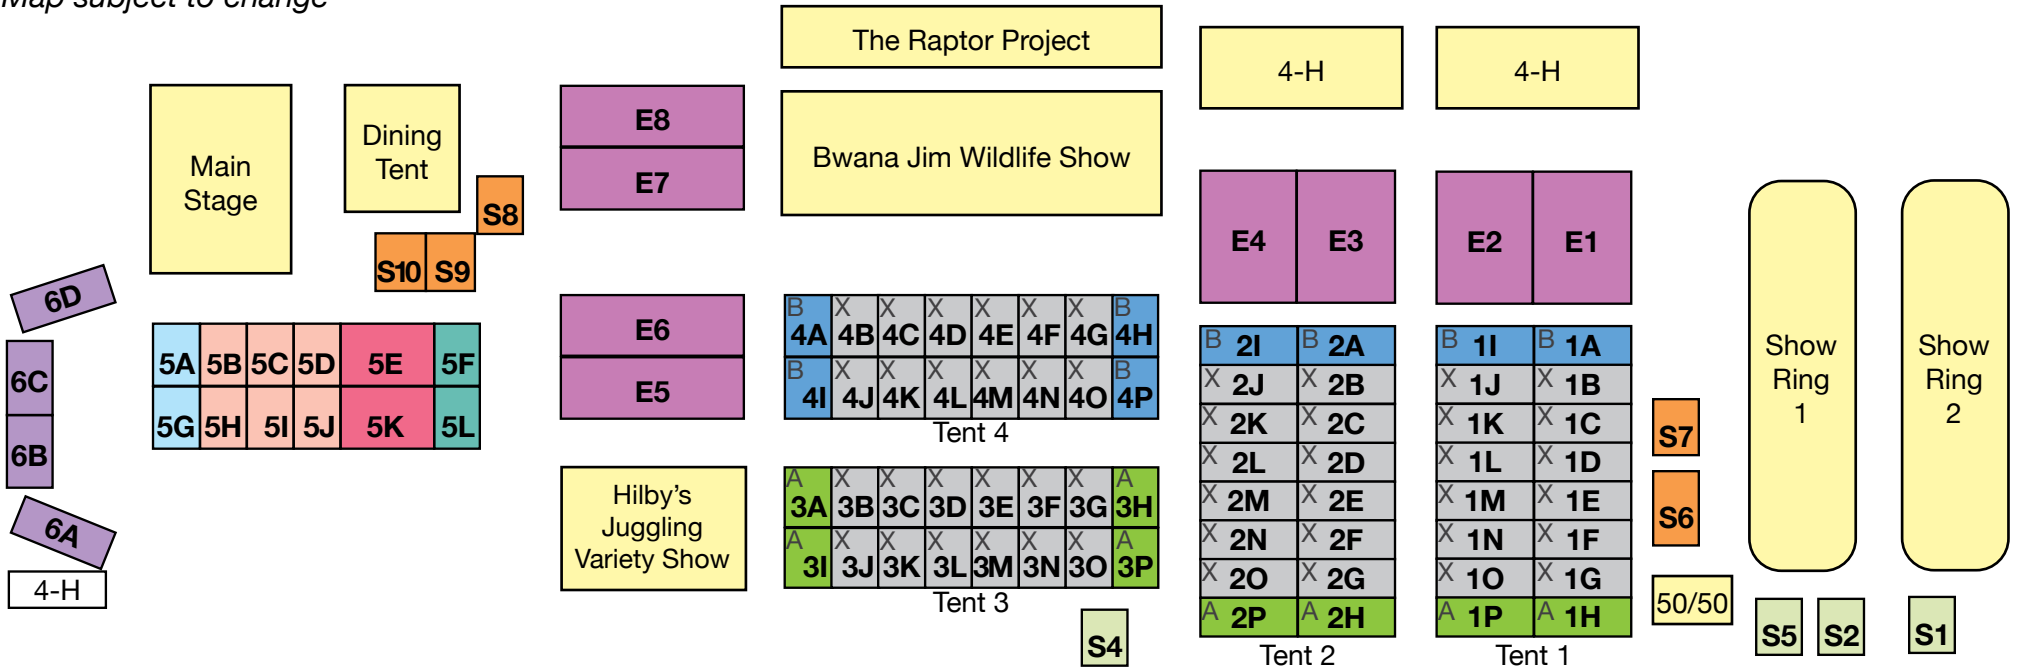 Map subject to change
The Raptor Project
4-H
4-H
Main
Stage
Dining
Tent
E8
E7
Bwana Jim Wildlife Show
S8
S10 S9
E4 E3
E2 E1
6D
6C
6B
6A
4-H
5A 5B 5C 5D 5E 5F
5G 5H 5I 5J 5K 5L
E6
E5
B X X X X X X B
4A 4B 4C 4D 4E 4F 4G 4H
B X X X X X X B
4I 4J 4K 4L 4M 4N 4O 4P
Tent 4
Hilby's
Juggling
Variety Show
A X X X X X X A
3A 3B 3C 3D 3E 3F 3G 3H
A X X X X X X A
3I 3J 3K 3L 3M 3N 3O 3P
Tent 3
S4
B 2I B 2A
X 2J X 2B
X 2K X 2C
X 2L X 2D
X 2M X 2E
X 2N X 2F
X 2O X 2G
A 2P A 2H
Tent 2
B 1I B 1A
X 1J X 1B
X 1K X 1C
X 1L X 1D
X 1M X 1E
X 1N X 1F
X 1O X 1G
A 1P A 1H
Tent 1
S7
S6
50/50
Show
Ring
1
Show
Ring
2
S5 S2 S1